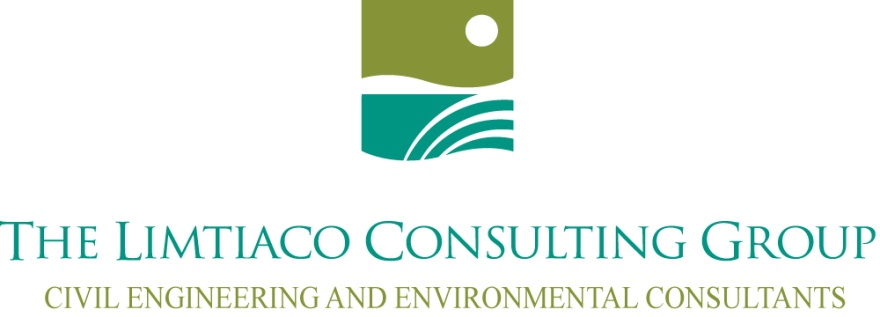 THE LIMTIACO CONSULTING GROUP
CIVIL ENGINEERING AND ENVIRONMENTAL CONSULTANTS